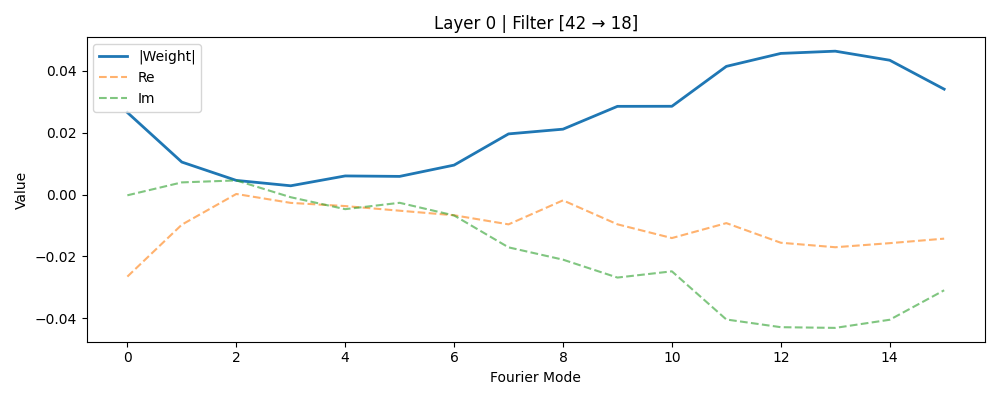 Layer 0 | Filter [42 → 18]
|Weight|
Re
Im
Value
0.04
0.02
0.00
−0.02
−0.04
0 2 4 6 8 10 12 14
Fourier Mode